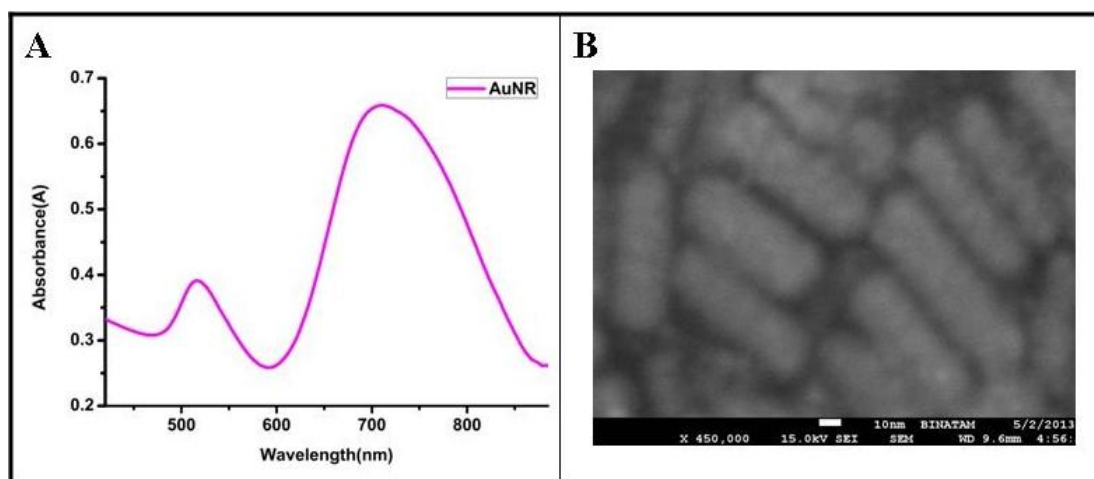 A
B
AuNR
0.7
0.6
0.5
0.4
0.3
0.2
Absorbance(A)
500
600
700
800
Wavelength(nm)
10nm BINATAM 5/2/2013
X 450,000 15.0kV SEI SEM WD 9.6mm 4:56: